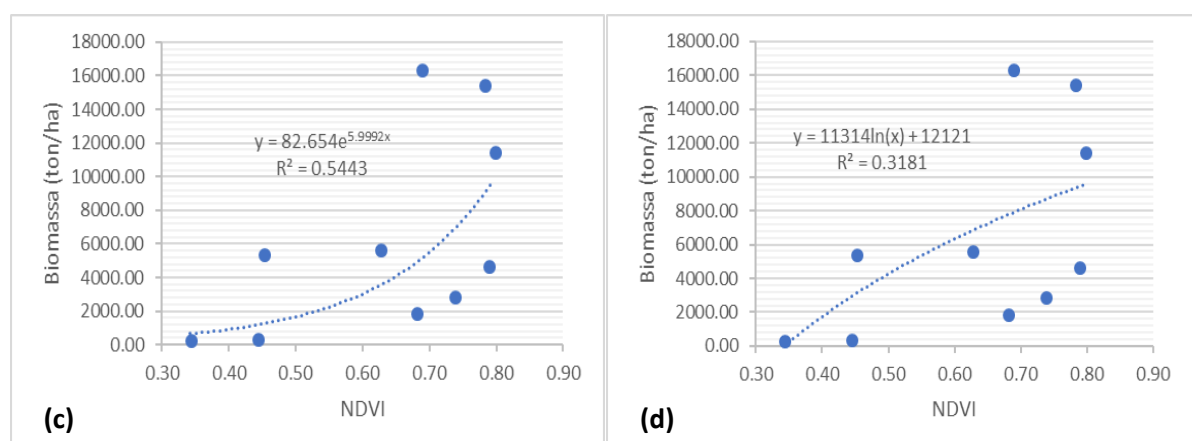 18000.00
16000.00
14000.00
12000.00
10000.00
8000.00
6000.00
4000.00
2000.00
0.00
Biomassa (ton/ha)
y = 82.654e^5.9992x
R² = 0.5443
0.30 0.40 0.50 0.60 0.70 0.80 0.90
NDVI
(c)
18000.00
16000.00
14000.00
12000.00
10000.00
8000.00
6000.00
4000.00
2000.00
0.00
Biomassa (ton/ha)
y = 11314ln(x) + 12121
R² = 0.3181
0.30 0.40 0.50 0.60 0.70 0.80 0.90
NDVI
(d)